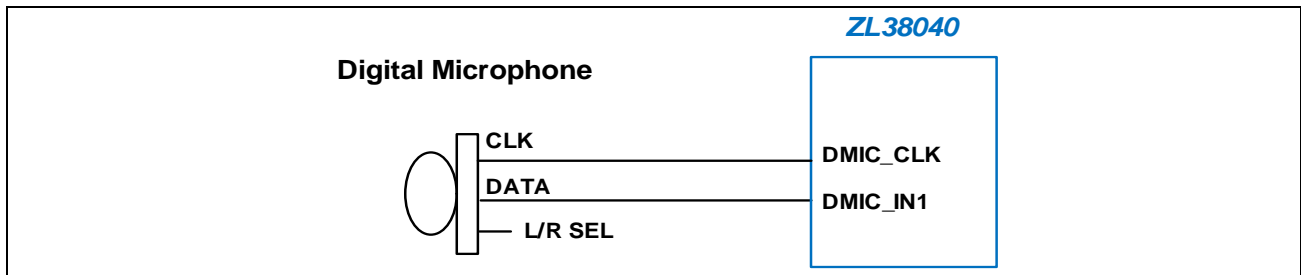 ZL38040
Digital Microphone
CLK
DMIC_CLK
DATA
DMIC_IN1
L/R SEL